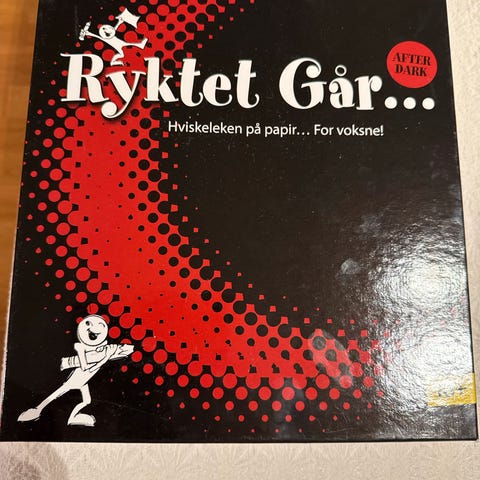 Ryktet Går...
AFTER
DARK
Hviskeleken på papir... For voksne!